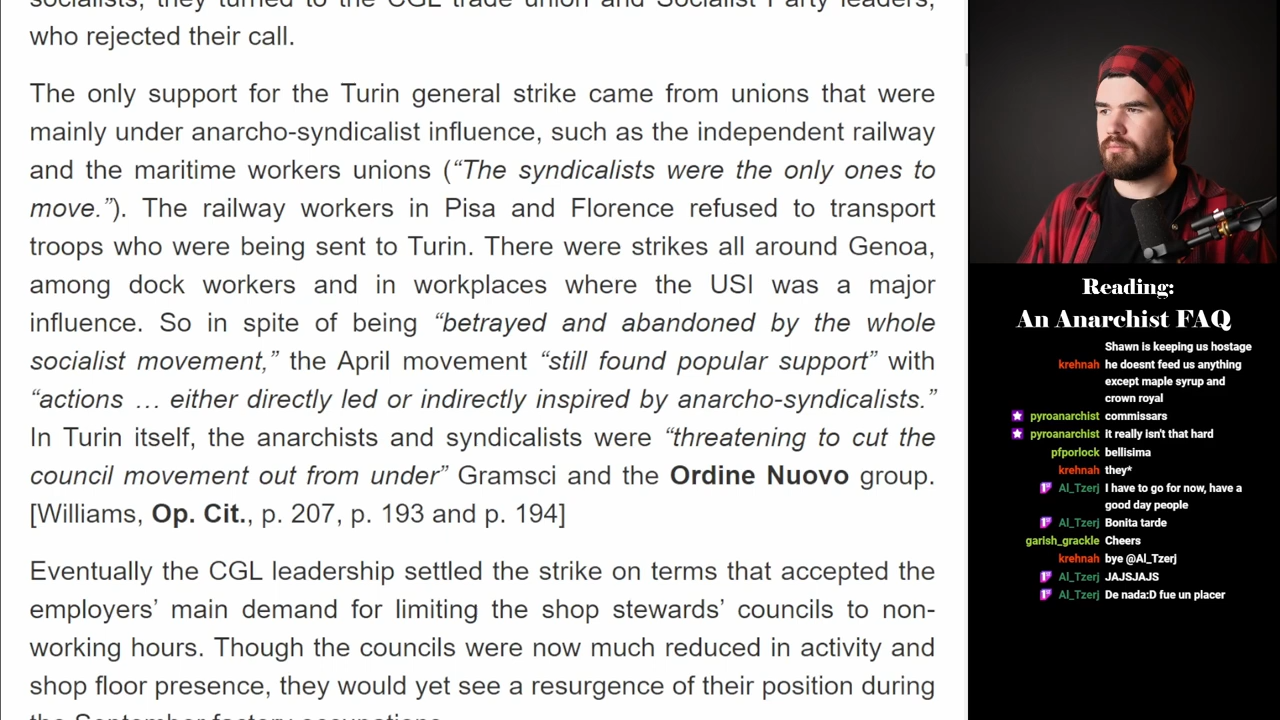 socialists, they turned to the CGL trade union and Socialist Party leaders,
who rejected their call.
The only support for the Turin general strike came from unions that were
mainly under anarcho-syndicalist influence, such as the independent railway
and the maritime workers unions (“The syndicalists were the only ones to
move.”). The railway workers in Pisa and Florence refused to transport
troops who were being sent to Turin. There were strikes all around Genoa,
among dock workers and in workplaces where the USI was a major
influence. So in spite of being “betrayed and abandoned by the whole
socialist movement,” the April movement “still found popular support” with
“actions … either directly led or indirectly inspired by anarcho-syndicalists.”
In Turin itself, the anarchists and syndicalists were “threatening to cut the
council movement out from under” Gramsci and the Ordine Nuovo group.
[Williams, Op. Cit., p. 207, p. 193 and p. 194]
Eventually the CGL leadership settled the strike on terms that accepted the
employers’ main demand for limiting the shop stewards’ councils to non-
working hours. Though the councils were now much reduced in activity and
shop floor presence, they would yet see a resurgence of their position during
the September factory occupations.
Reading:
An Anarchist FAQ
Shawn is keeping us hostage
krehnah he doesnt feed us anything
except maple syrup and
crown royal
pyroanarchist commissars
pyroanarchist it really isn't that hard
pfporlock bellisima
krehnah they*
Al_Tzerj I have to go for now, have a
good day people
Al_Tzerj Bonita tarde
garish_grackle Cheers
krehnah bye @Al_Tzerj
Al_Tzerj JAJSJAJS
Al_Tzerj De nada:D fue un placer